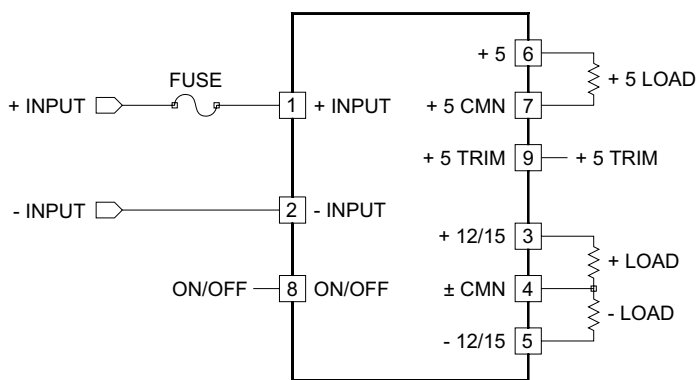 + 5 6
+ 5 LOAD
FUSE
+ INPUT 1 + INPUT
+ 5 CMN 7
+ 5 TRIM 9 + 5 TRIM
- INPUT 2 - INPUT
+ 12/15 3
+ LOAD
ON/OFF 8 ON/OFF
± CMN 4
- LOAD
- 12/15 5